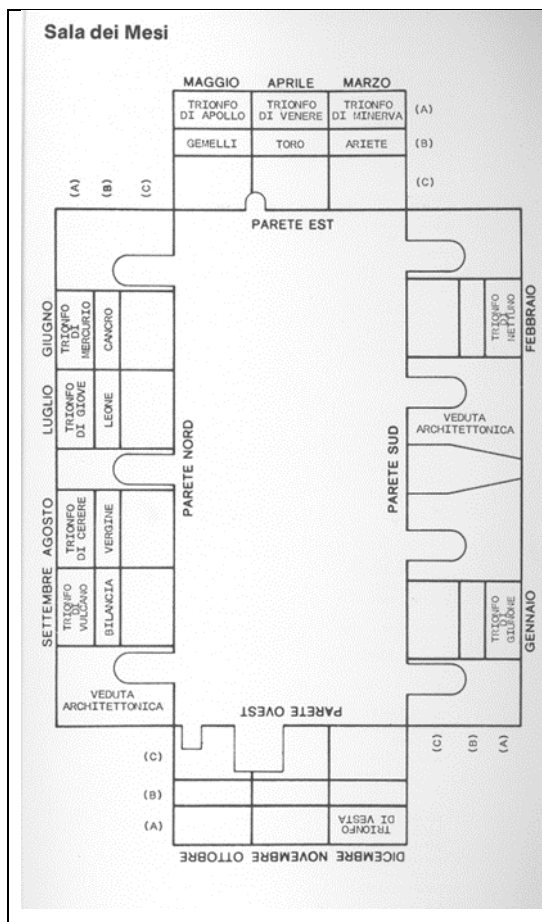 Sala dei Mesi
MAGGIO APRILE MARZO
TRIONFO DI APOLLO
TRIONFO DI VENERE
TRIONFO DI MINERVA
(A)
GEMELLI
TORO
ARIETE
(B)
(C)
PARETE EST
(A)
(B)
(C)
GIUGNO
TRIONFO
DI
MERCURIO
CANCRO
LUGLIO
TRIONFO
DI GIOVE
LEONE
PARETE NORD
AGOSTO
TRIONFO
DI CERERE
VERGINE
SETTEMBRE
TRIONFO
DI
VULCANO
BILANCIA
VEDUTA
ARCHITETTONICA
FEBBRAIO
TRIONFO
DI
NETTUNO
VEDUTA
ARCHITETTONICA
PARETE SUD
GENNAIO
TRIONFO
DI
GIUNONE
(C)
(B)
(A)
PARETE OVEST
(C)
(B)
(A)
TRIONFO
DI VESTA
DICEMBRE NOVEMBRE OTTOBRE